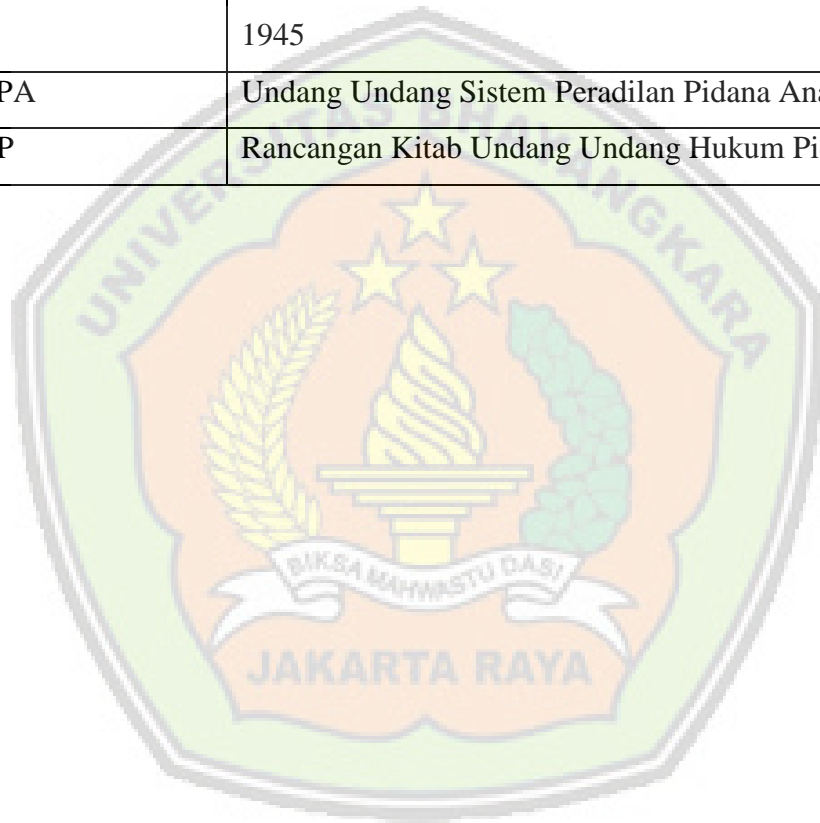 1945
PA Undang Undang Sistem Peradilan Pidana Ana
P Rancangan Kitab Undang Undang Hukum Pi
UNIVERSITAS BHAYANGKARA
BIKSA MAHWASTU DASI
JAKARTA RAYA